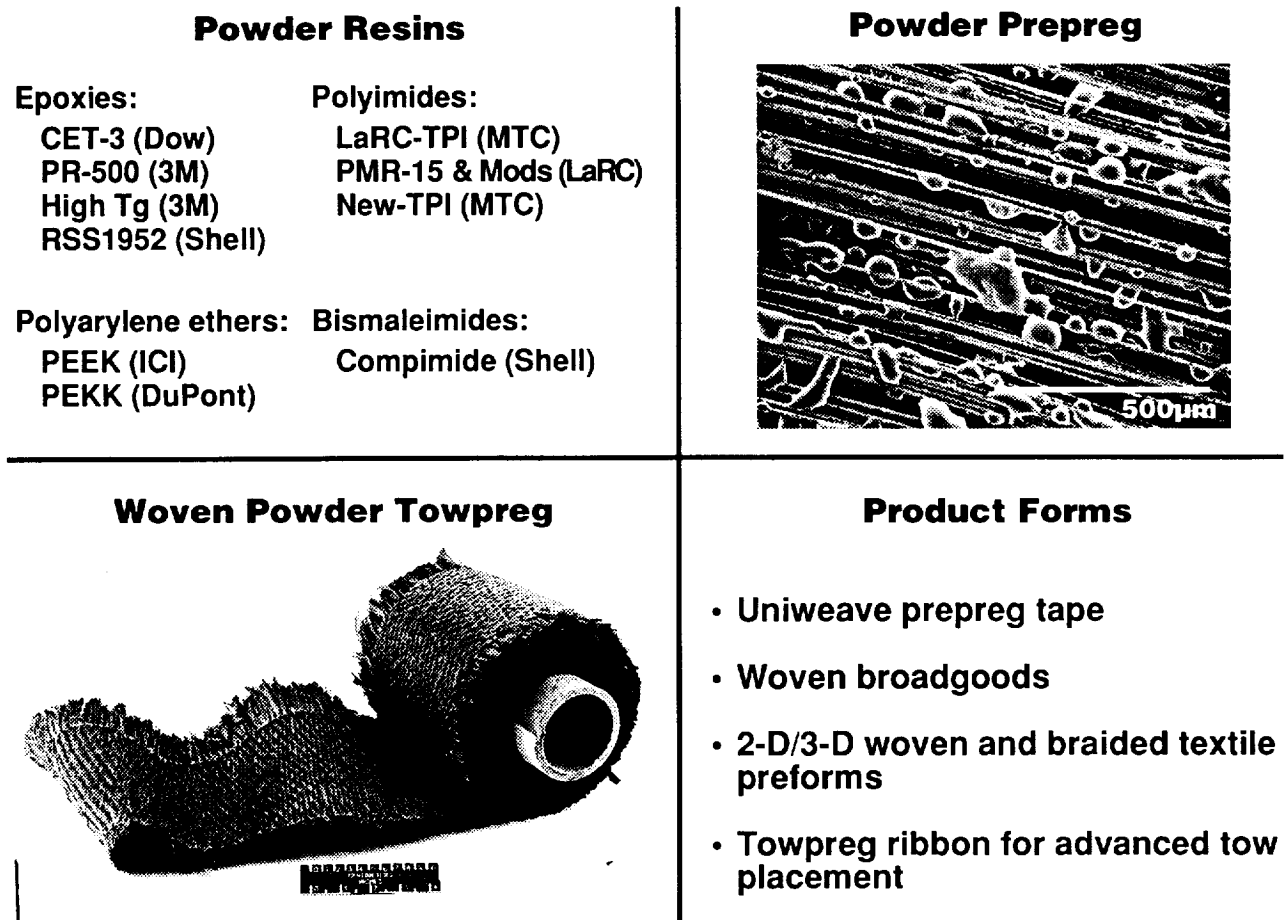 Powder Resins
Epoxies:
CET-3 (Dow)
PR-500 (3M)
High Tg (3M)
RSS1952 (Shell)
Polyimides:
LaRC-TPI (MTC)
PMR-15 & Mods (LaRC)
New-TPI (MTC)
Polyarylene ethers:
PEEK (ICI)
PEKK (DuPont)
Bismaleimides:
Compimide (Shell)
Powder Prepreg
500µm
Woven Powder Towpreg
Product Forms
• Uniweave prepreg tape
• Woven broadgoods
• 2-D/3-D woven and braided textile
preforms
• Towpreg ribbon for advanced tow
placement